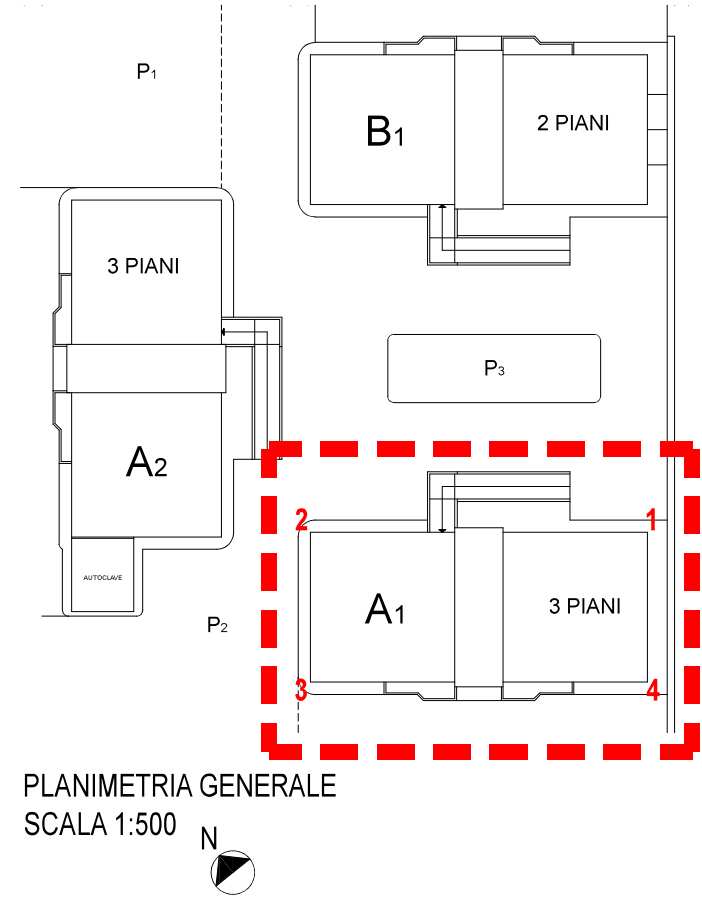 P1
B1
2 PIANI
3 PIANI
P3
A2
2
1
AUTOCLAVE
A1
3 PIANI
P2
3
4
PLANIMETRIA GENERALE
SCALA 1:500
N